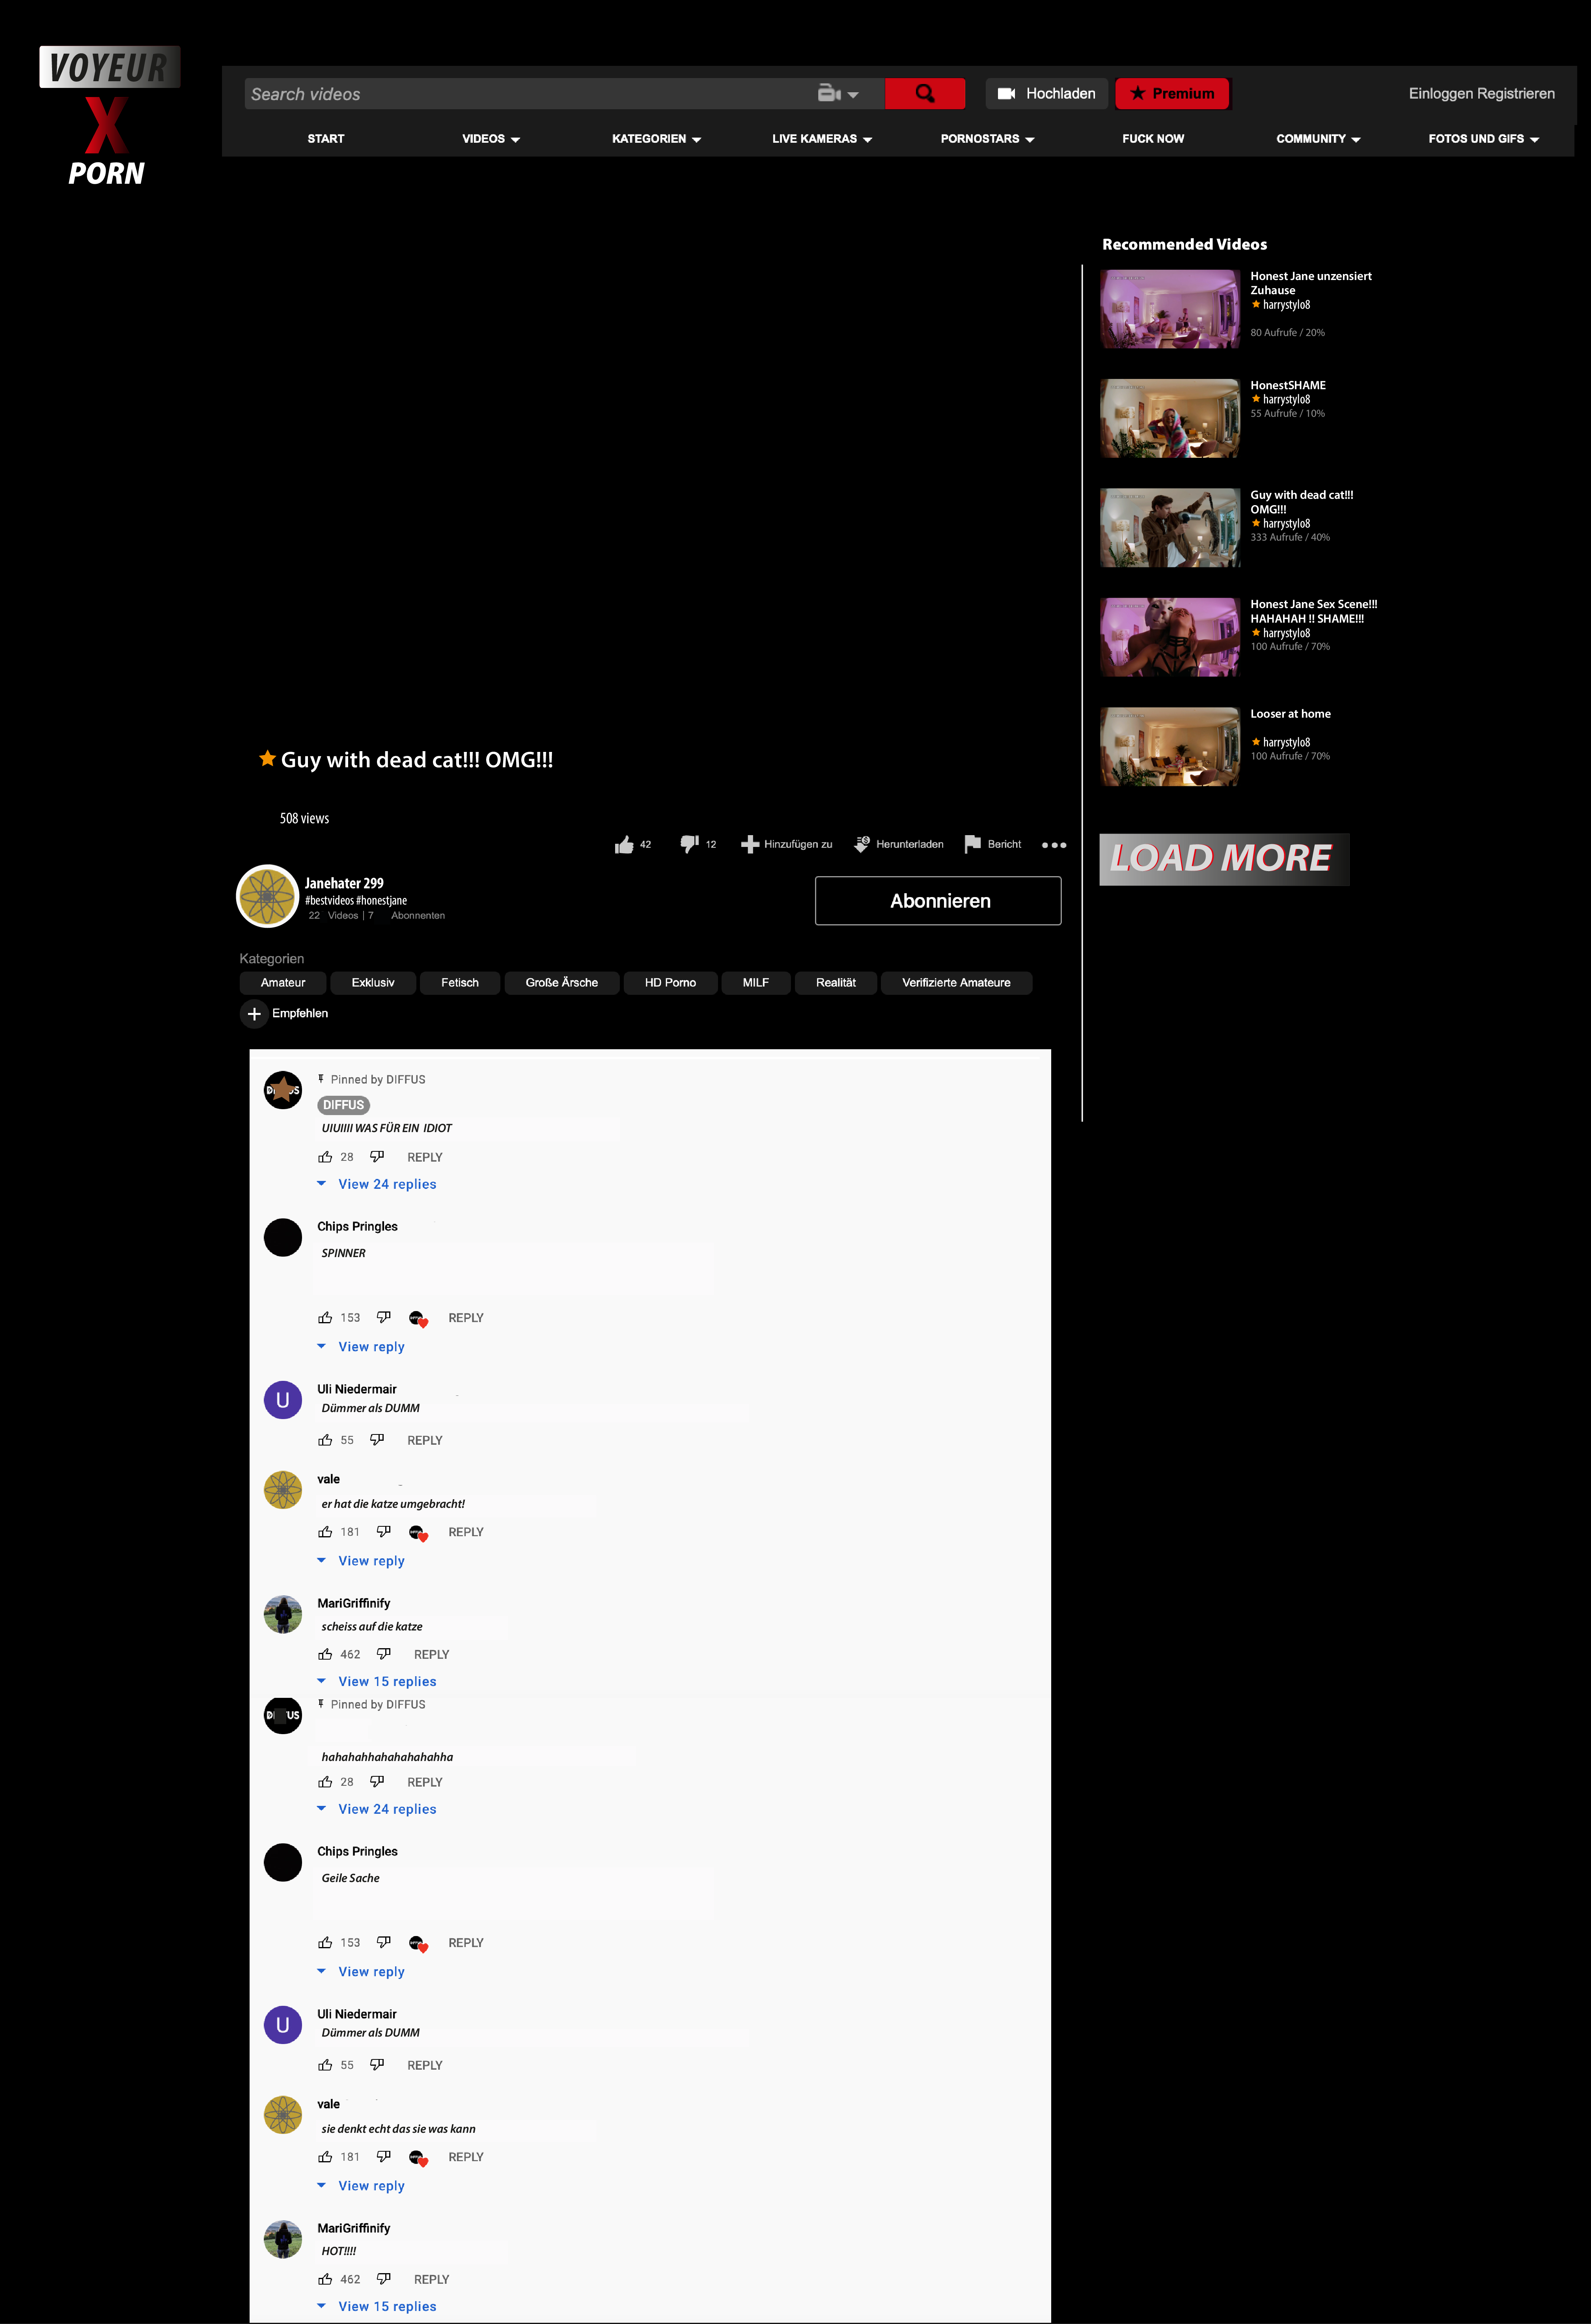 VOYEUR
X
PORN
Search videos
Hochladen
Premium
Einloggen Registrieren
START
VIDEOS
KATEGORIEN
LIVE KAMERAS
PORNOSTARS
FUCK NOW
COMMUNITY
FOTOS UND GIFS
Guy with dead cat!!! OMG!!!
508 views
42
12
Hinzufügen zu
Herunterladen
Bericht
Janehater 299
#bestvideos #honestjane
22 Videos | 7 Abonnenten
Abonnieren
Kategorien
Amateur
Exklusiv
Fetisch
Große Ärsche
HD Porno
MILF
Realität
Verifizierte Amateure
Empfehlen
Recommended Videos
Honest Jane unzensiert
Zuhause
harrystylo8
80 Aufrufe / 20%
HonestSHAME
harrystylo8
55 Aufrufe / 10%
Guy with dead cat!!!
OMG!!!
harrystylo8
333 Aufrufe / 40%
Honest Jane Sex Scene!!!
HAHAHAH !! SHAME!!!
harrystylo8
100 Aufrufe / 70%
Looser at home
harrystylo8
100 Aufrufe / 70%
LOAD MORE
Pinned by DIFFUS
DIFFUS
UIUIIII WAS FÜR EIN IDIOT
28 REPLY
View 24 replies
Chips Pringles
SPINNER
153 REPLY
View reply
U
Uli Niedermair
Dümmer als DUMM
55 REPLY
vale
er hat die katze umgebracht!
181 REPLY
View reply
MariGriffinify
scheiss auf die katze
462 REPLY
View 15 replies
Pinned by DIFFUS
hahahahhahahahahahha
28 REPLY
View 24 replies
Chips Pringles
Geile Sache
153 REPLY
View reply
U
Uli Niedermair
Dümmer als DUMM
55 REPLY
vale
sie denkt echt das sie was kann
181 REPLY
View reply
MariGriffinify
HOT!!!!
462 REPLY
View 15 replies